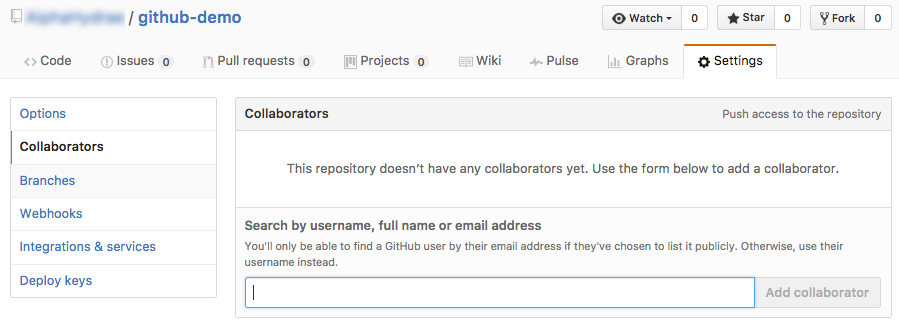 / github-demo
Watch 0 Star 0 Fork 0
Code Issues 0 Pull requests 0 Projects 0 Wiki Pulse Graphs Settings
Options
Collaborators
Branches
Webhooks
Integrations & services
Deploy keys
Collaborators Push access to the repository
This repository doesn't have any collaborators yet. Use the form below to add a collaborator.
Search by username, full name or email address
You'll only be able to find a GitHub user by their email address if they've chosen to list it publicly. Otherwise, use their
username instead.
Add collaborator